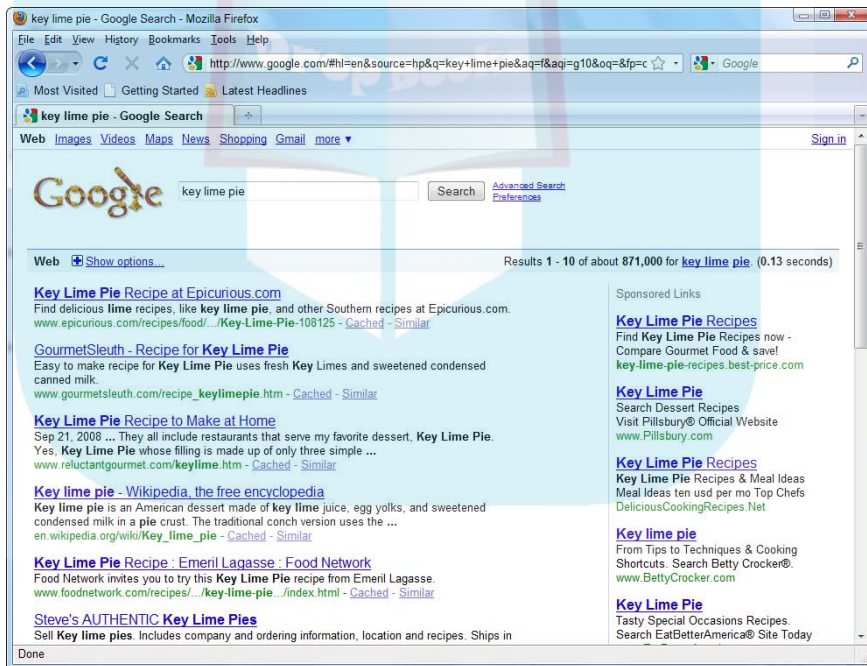 key lime pie - Google Search - Mozilla Firefox
File Edit View History Bookmarks Tools Help
http://www.google.com/#hl=en&source=hp&q=key+lime+pie&aq=f&aqi=g10&oq=&fp=c Google
Most Visited Getting Started Latest Headlines
key lime pie - Google Search
Web Images Videos Maps News Shopping Gmail more ▼ Sign in
Google key lime pie Search Advanced Search
Preferences
Web Show options... Results 1 - 10 of about 871,000 for key lime pie. (0.13 seconds)
Key Lime Pie Recipe at Epicurious.com
Find delicious lime recipes, like key lime pie, and other Southern recipes at Epicurious.com.
www.epicurious.com/recipes/food/.../Key-Lime-Pie-108125 - Cached - Similar
GourmetSleuth - Recipe for Key Lime Pie
Easy to make recipe for Key Lime Pie uses fresh Key Limes and sweetened condensed
canned milk.
www.gourmetsleuth.com/recipe_keylimepie.htm - Cached - Similar
Key Lime Pie Recipe to Make at Home
Sep 21, 2008 ... They all include restaurants that serve my favorite dessert, Key Lime Pie.
Yes, Key Lime Pie whose filling is made up of only three simple ...
www.reluctantgourmet.com/keylime.htm - Cached - Similar
Key lime pie - Wikipedia, the free encyclopedia
Key lime pie is an American dessert made of key lime juice, egg yolks, and sweetened
condensed milk in a pie crust. The traditional conch version uses the ...
en.wikipedia.org/wiki/Key_lime_pie - Cached - Similar
Key Lime Pie Recipe : Emeril Lagasse : Food Network
Food Network invites you to try this Key Lime Pie recipe from Emeril Lagasse.
www.foodnetwork.com/recipes/.../key-lime-pie.../index.html - Cached - Similar
Steve's AUTHENTIC Key Lime Pies
Sell Key lime pies. Includes company and ordering information, location and recipes. Ships in
Sponsored Links
Key Lime Pie Recipes
Find Key Lime Pie Recipes now -
Compare Gourmet Food & save!
key-lime-pie-recipes.best-price.com
Key Lime Pie
Search Dessert Recipes
Visit Pillsbury® Official Website
www.Pillsbury.com
Key Lime Pie Recipes
Key Lime Pie Recipes & Meal Ideas
Meal Ideas ten usd per mo Top Chefs
DeliciousCookingRecipes.Net
Key lime pie
From Tips to Techniques & Cooking
Shortcuts. Search Betty Crocker®.
www.BettyCrocker.com
Key Lime Pie
Tasty Special Occasions Recipes.
Search EatBetterAmerica® Site Today
Done
Drop Books